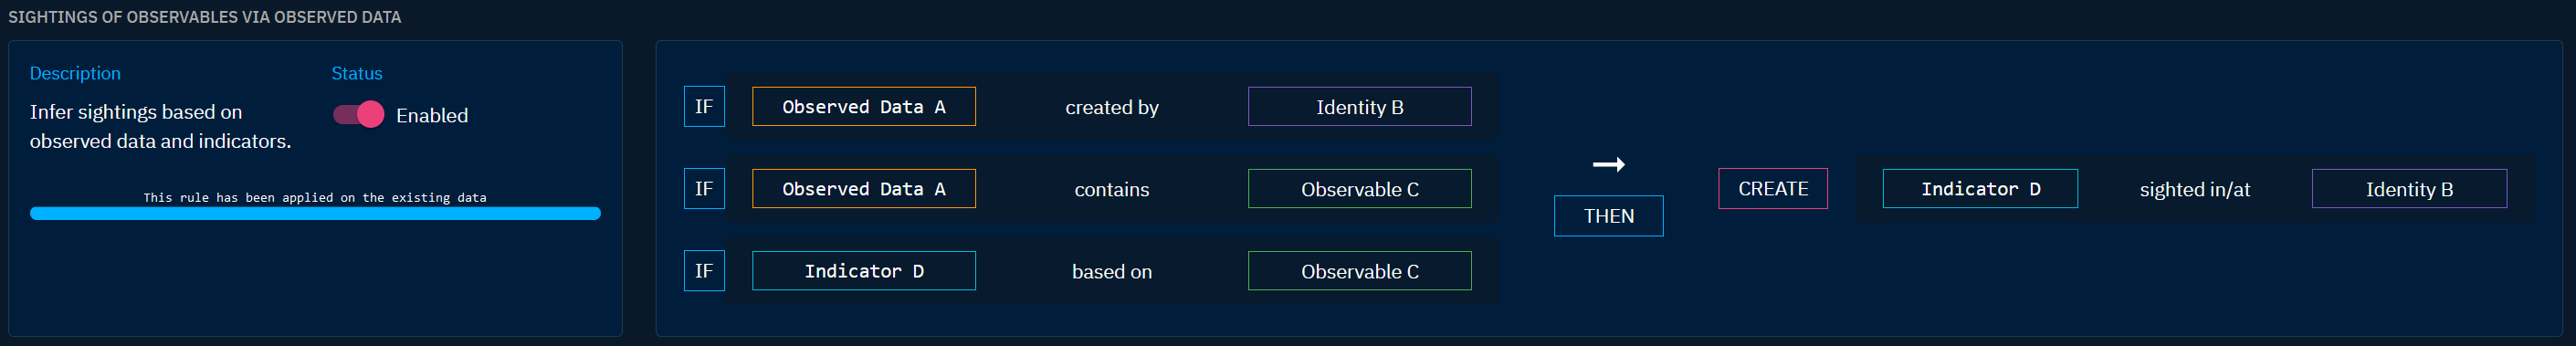 SIGHTINGS OF OBSERVABLES VIA OBSERVED DATA
Description
Status
Infer sightings based on
observed data and indicators.
Enabled
This rule has been applied on the existing data
IF
Observed Data A
created by
Identity B
IF
Observed Data A
contains
Observable C
IF
Indicator D
based on
Observable C
THEN
CREATE
Indicator D
sighted in/at
Identity B